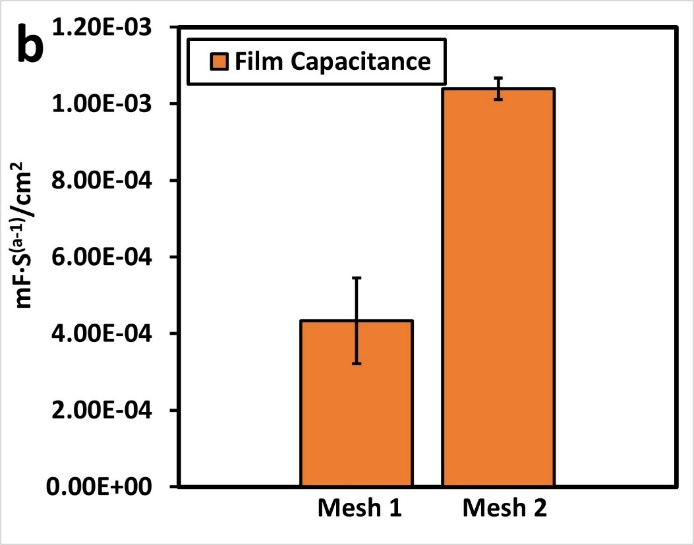 b
1.20E-03
1.00E-03
8.00E-04
6.00E-04
4.00E-04
2.00E-04
0.00E+00
mF·S(a-1)/cm2
Film Capacitance
Mesh 1
Mesh 2